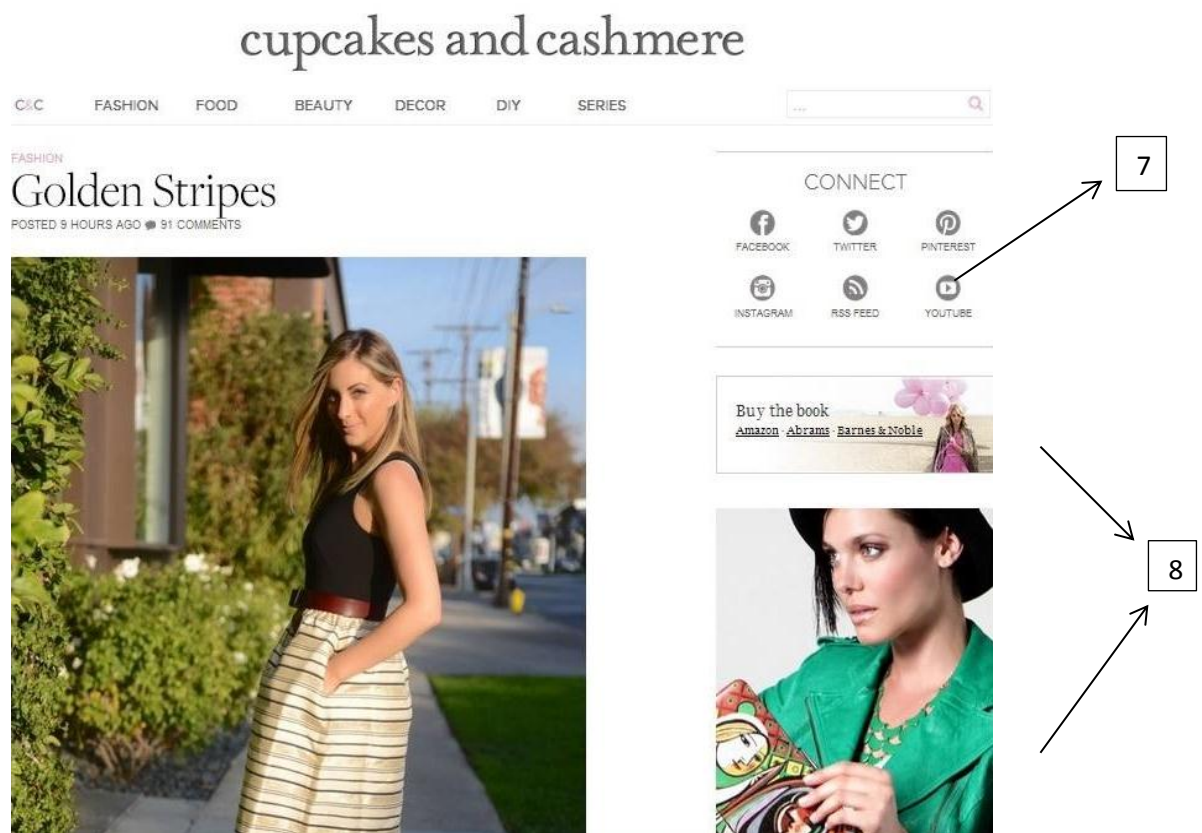 cupcakes and cashmere
C&C FASHION FOOD BEAUTY DECOR DIY SERIES ...
FASHION
Golden Stripes
POSTED 9 HOURS AGO 91 COMMENTS
CONNECT
FACEBOOK TWITTER PINTEREST
INSTAGRAM RSS FEED YOUTUBE
Buy the book
Amazon · Abrams · Barnes & Noble
7
8